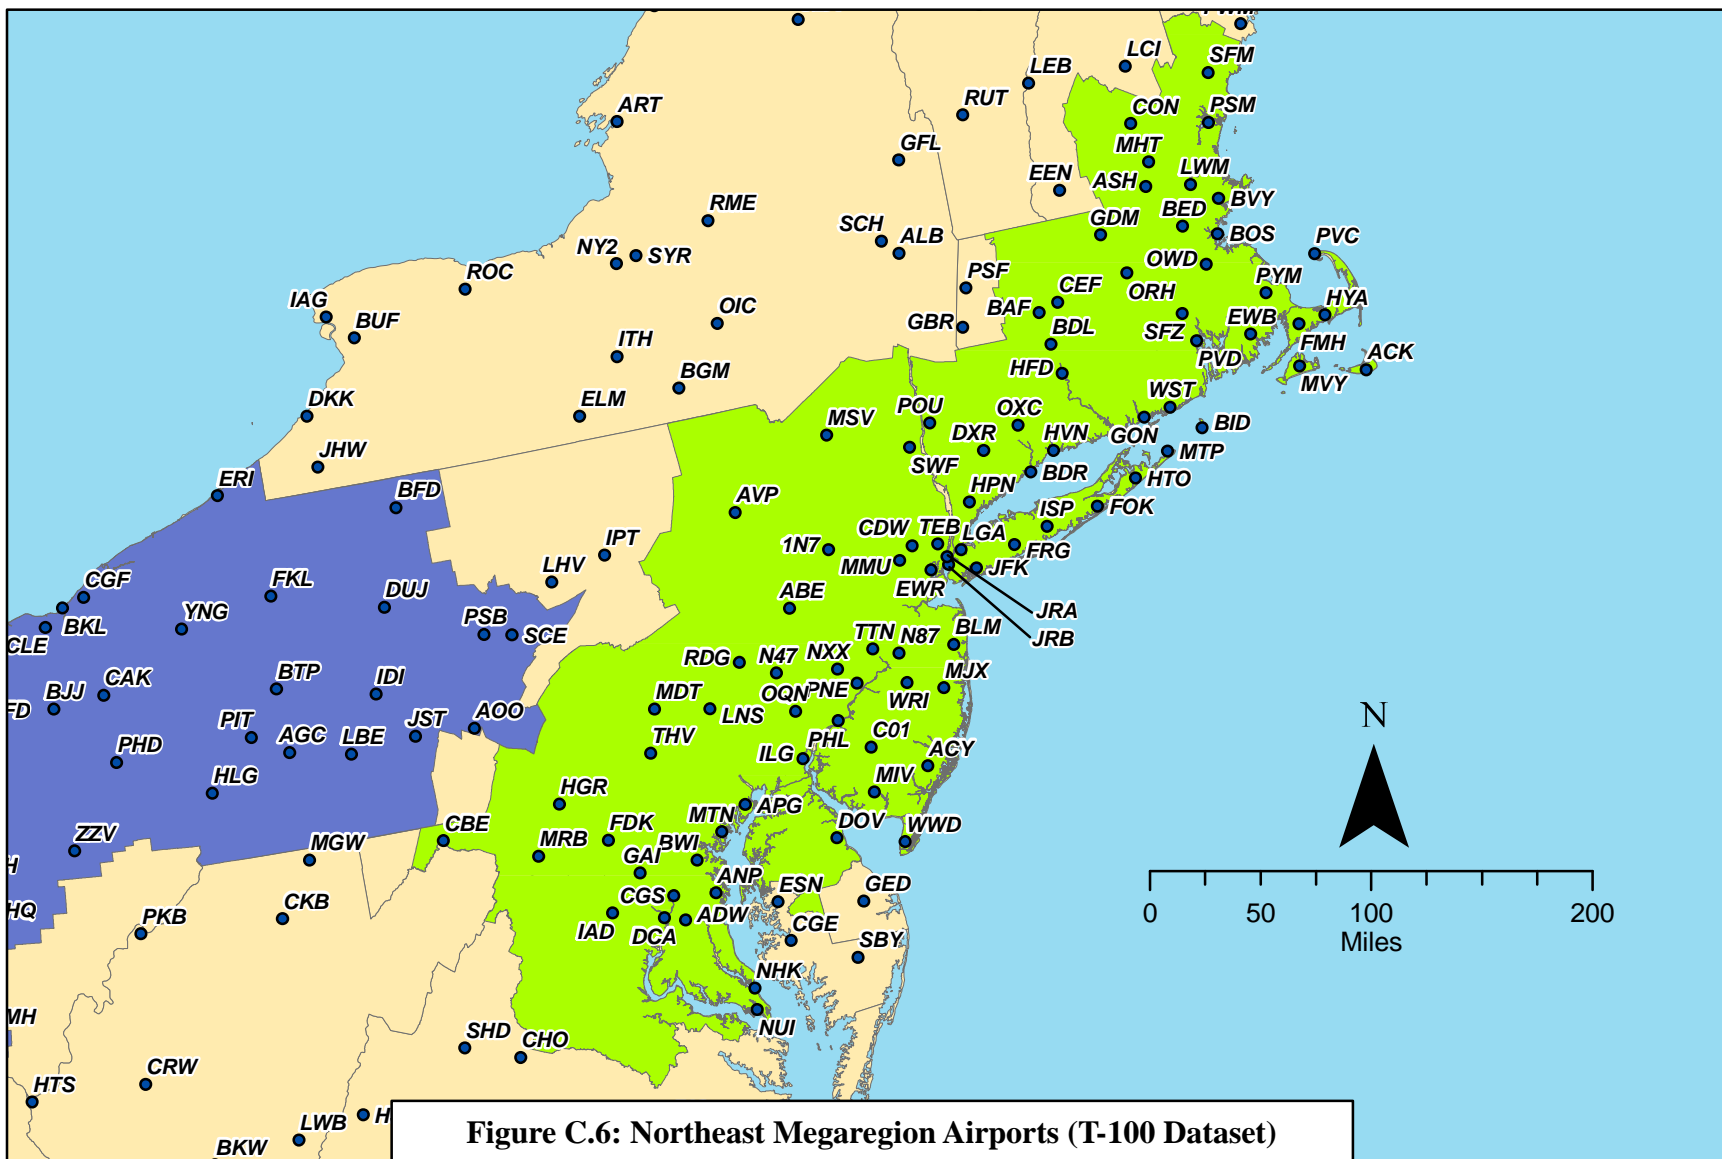 PWM
LCI
SFM
LEB
RUT
ART
CON
PSM
GFL
MHT
LWM
EEN
ASH
BVY
RME
GDM
BED
SCH
ALB
BOS
PVC
NY2
SYR
OWD
ROC
PSF
CEF
ORH
PYM
IAG
BUF
OIC
GBR
BAF
BDL
SFZ
EWB
HYA
ITH
PVD
FMH
ACK
BGM
HFD
MVY
DKK
ELM
MSV
POU
OXC
WST
GON
BID
JHW
DXR
HVN
MTP
SWF
BDR
HTO
ERI
BFD
AVP
HPN
ISP
FOK
CDW
TEB
LGA
FRG
1N7
IPT
MMU
JFK
LHV
EWR
CGF
FKL
DUJ
ABE
JRA
BKL
YNG
PSB
SCE
TTN
N87
BLM
JRB
CLE
RDG
N47
NXX
MJX
BJJ
CAK
BTP
IDI
MDT
OQN
PNE
WRI
FD
LNS
PIT
AGC
LBE
JST
AOO
THV
PHL
C01
PHD
ILG
ACY
HLG
HGR
MIV
APG
ZZV
MGW
CBE
MRB
FDK
MTN
DOV
WWD
BWI
GAI
H
ANP
ESN
GED
HQ
PKB
CKB
CGS
IAD
DCA
ADW
CGE
SBY
NHK
MH
NUI
SHD
CHO
CRW
HTS
LWB
H
BKW
N
0 50 100 200
Miles
Figure C.6: Northeast Megaregion Airports (T-100 Dataset)